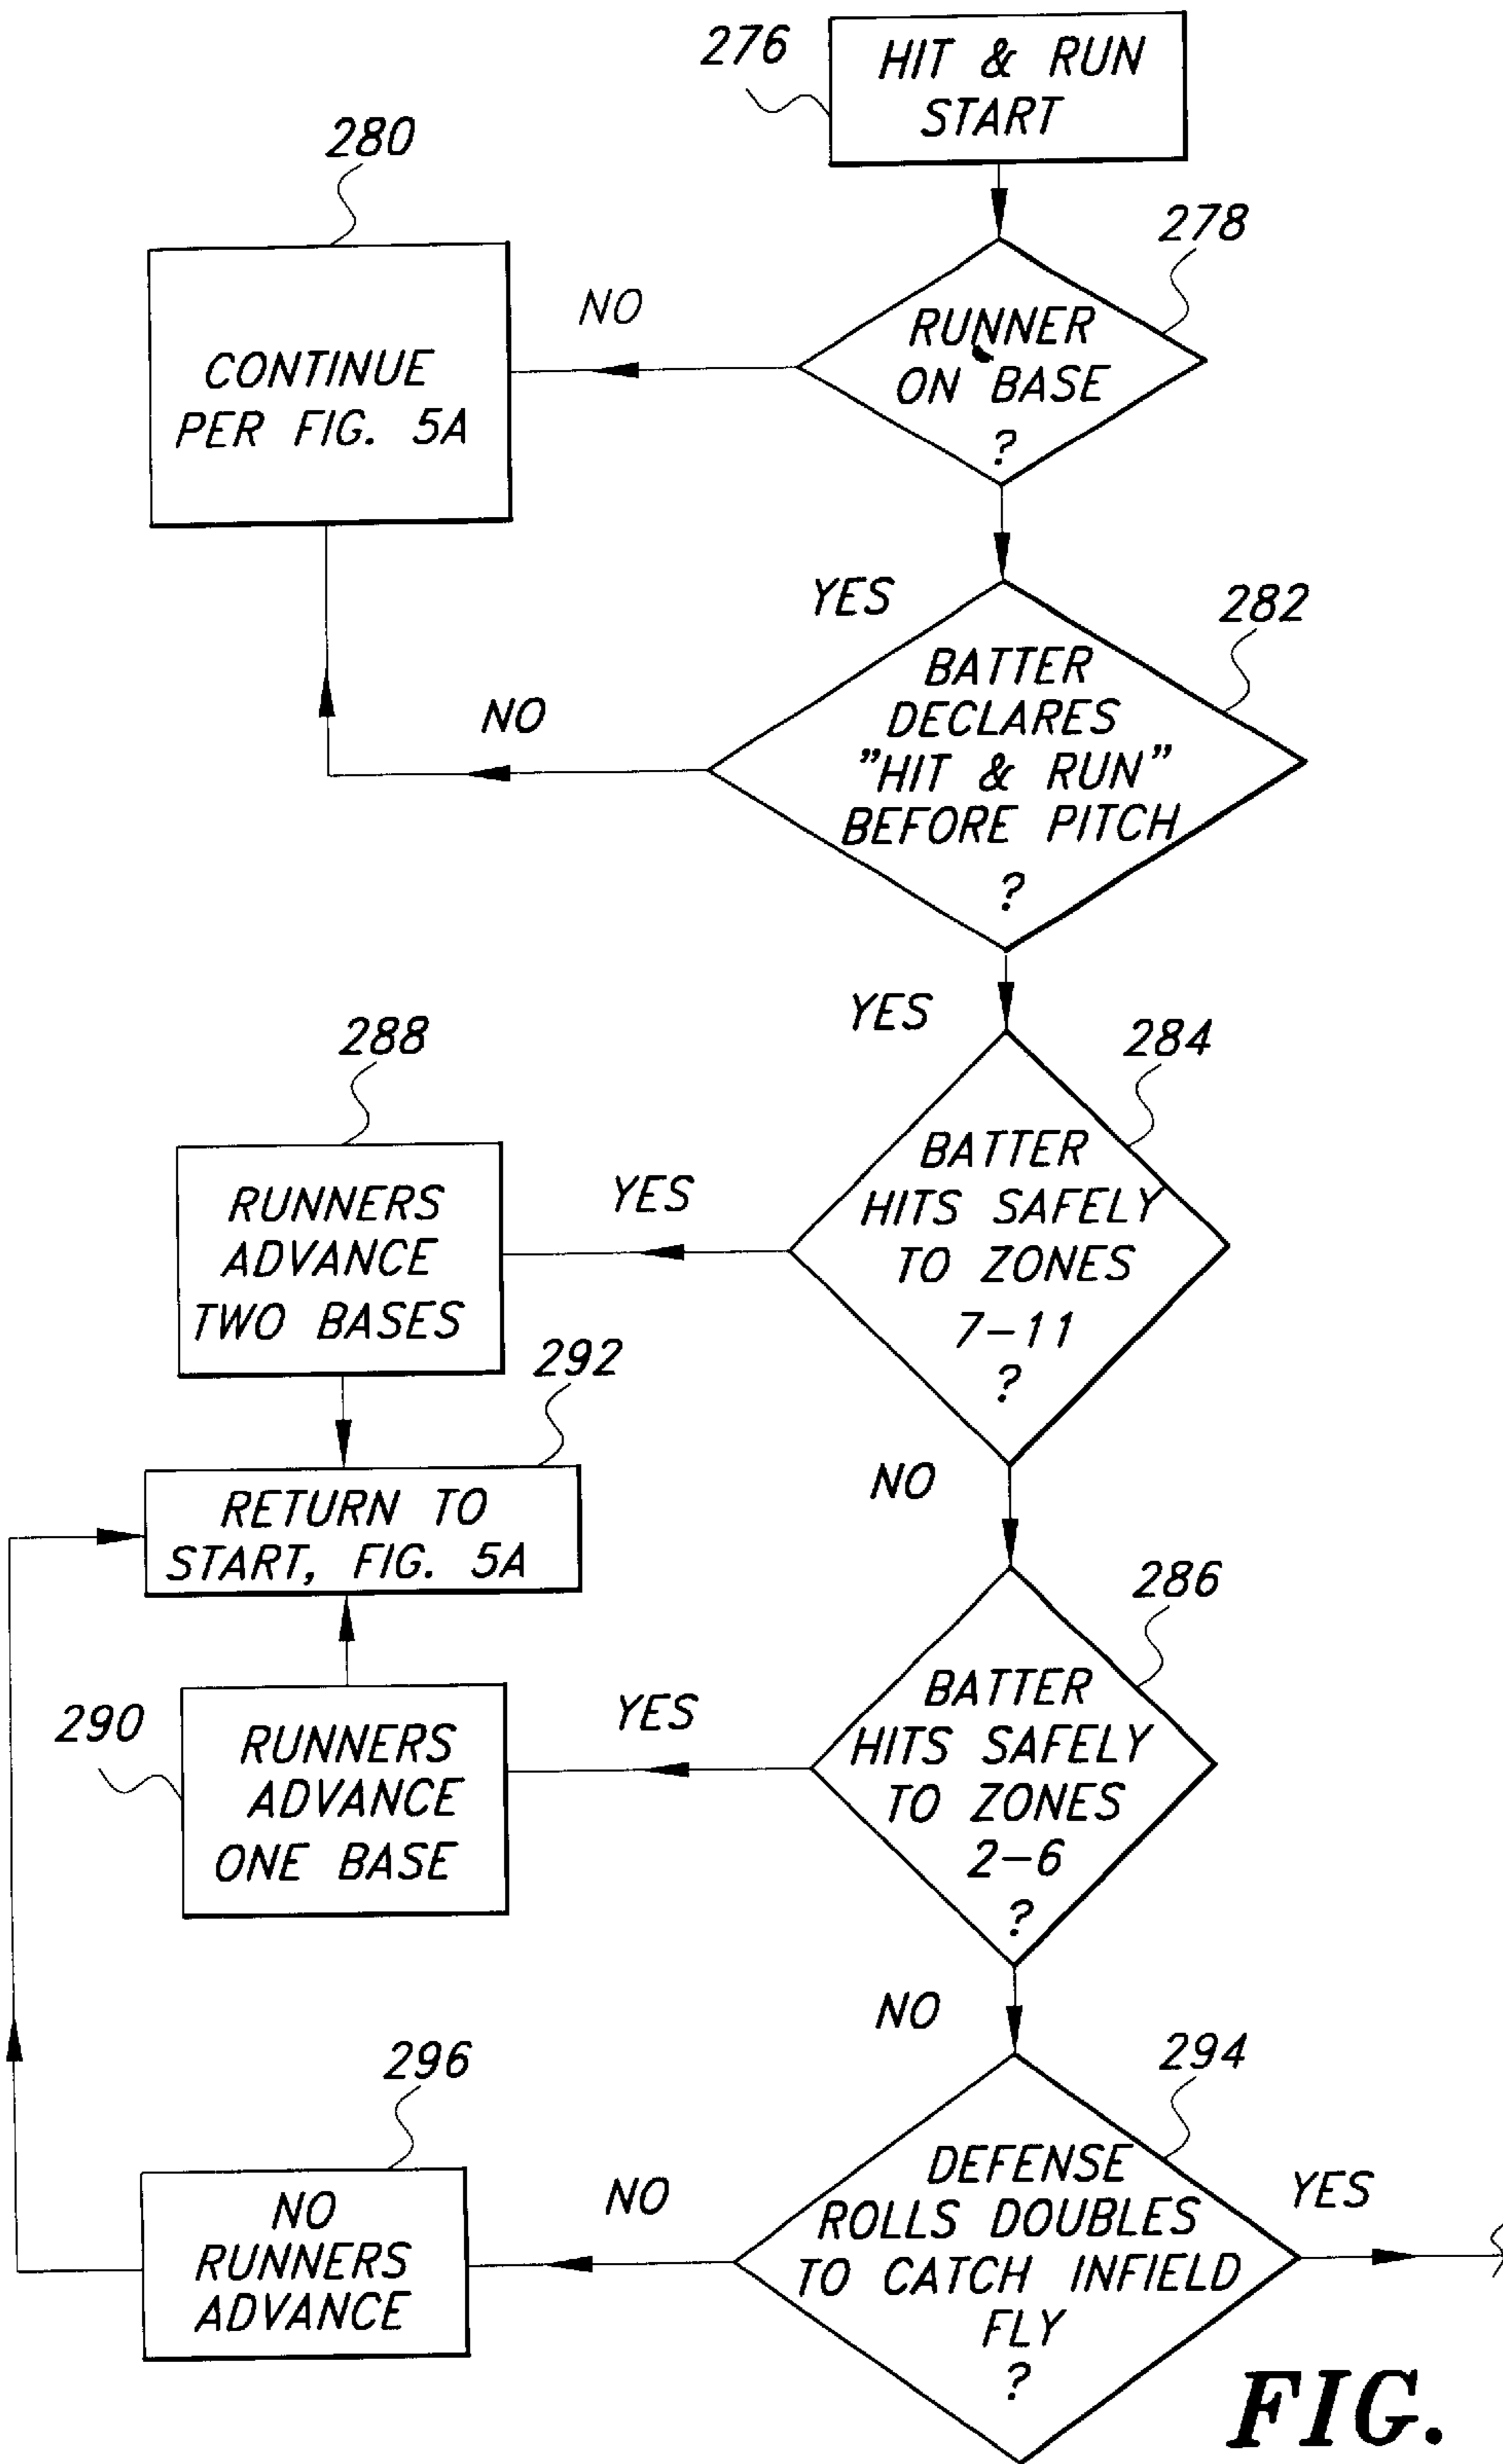 276
HIT & RUN
START
280
278
NO
RUNNER
ON BASE
?
CONTINUE
PER FIG. 5A
YES
282
BATTER
DECLARES
"HIT & RUN"
BEFORE PITCH
?
NO
YES
288
284
BATTER
HITS SAFELY
TO ZONES
7-11
?
YES
RUNNERS
ADVANCE
TWO BASES
292
NO
RETURN TO
START, FIG. 5A
286
BATTER
HITS SAFELY
TO ZONES
2-6
?
YES
290
RUNNERS
ADVANCE
ONE BASE
NO
296
294
DEFENSE
ROLLS DOUBLES
TO CATCH INFIELD
FLY
?
YES
NO
NO
RUNNERS
ADVANCE
FIG.